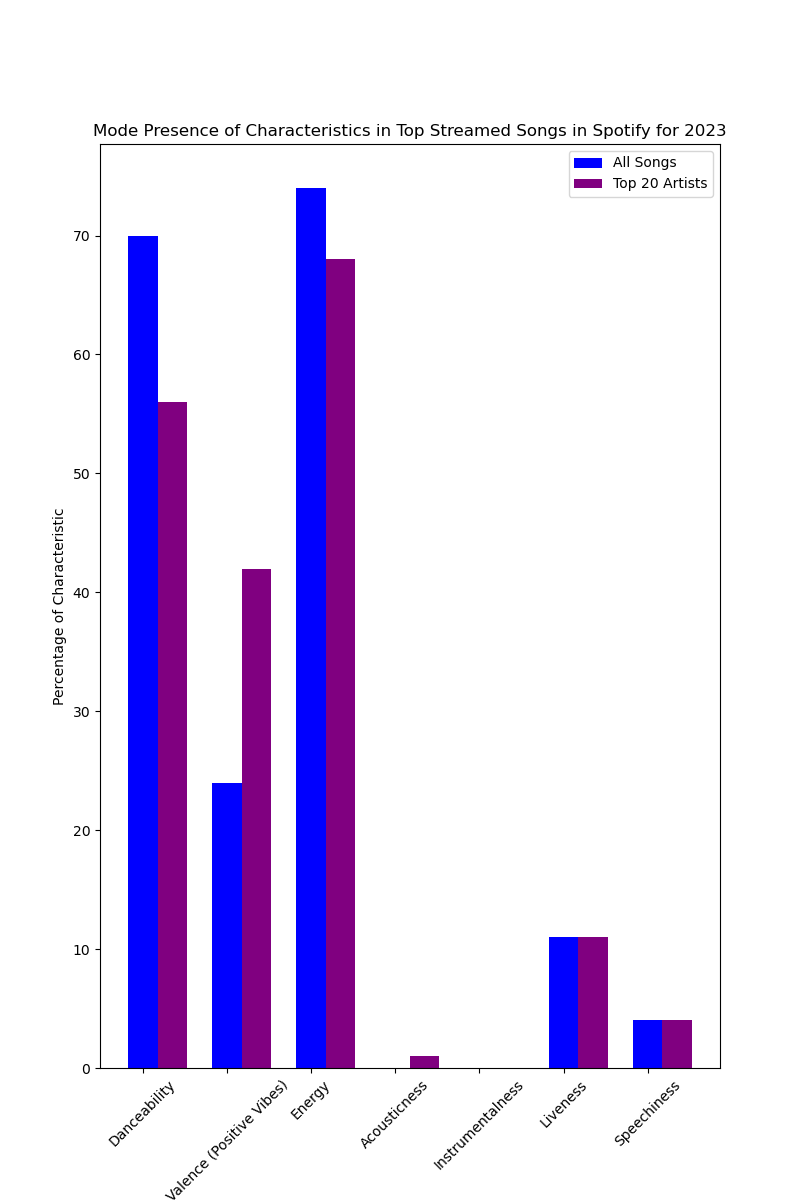 Mode Presence of Characteristics in Top Streamed Songs in Spotify for 2023
All Songs
Top 20 Artists
Percentage of Characteristic
70
60
50
40
30
20
10
0
Danceability
Valence (Positive Vibes)
Energy
Acousticness
Instrumentalness
Liveness
Speechiness